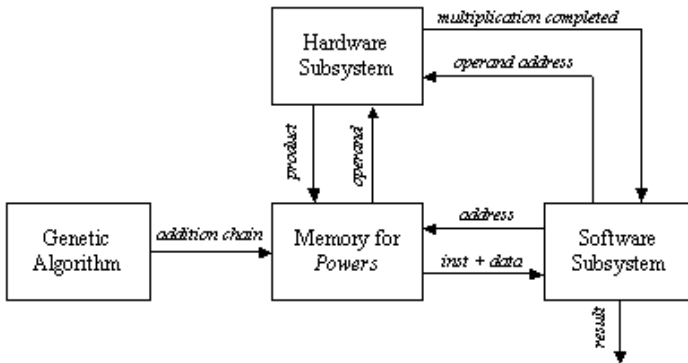 Hardware
Subsystem
multiplication completed
operand address
product
operand
Genetic
Algorithm
addition chain
Memory for
Powers
address
inst + data
Software
Subsystem
result